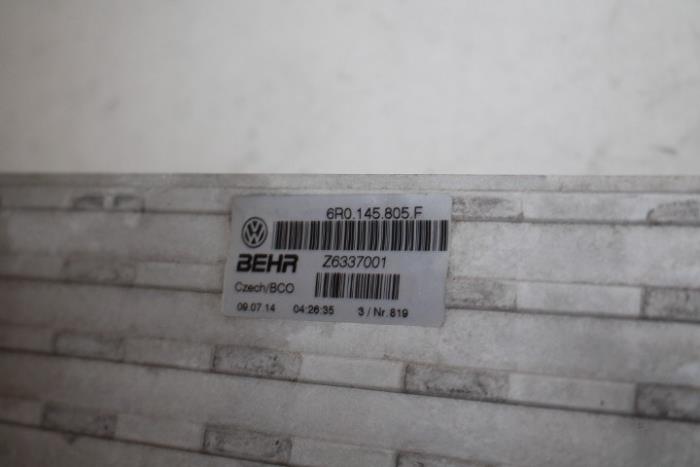 6R0.145.805.F
BEHR Z6337001
Czech/BCO
09.07.14 04:26:35 3 / Nr. 819